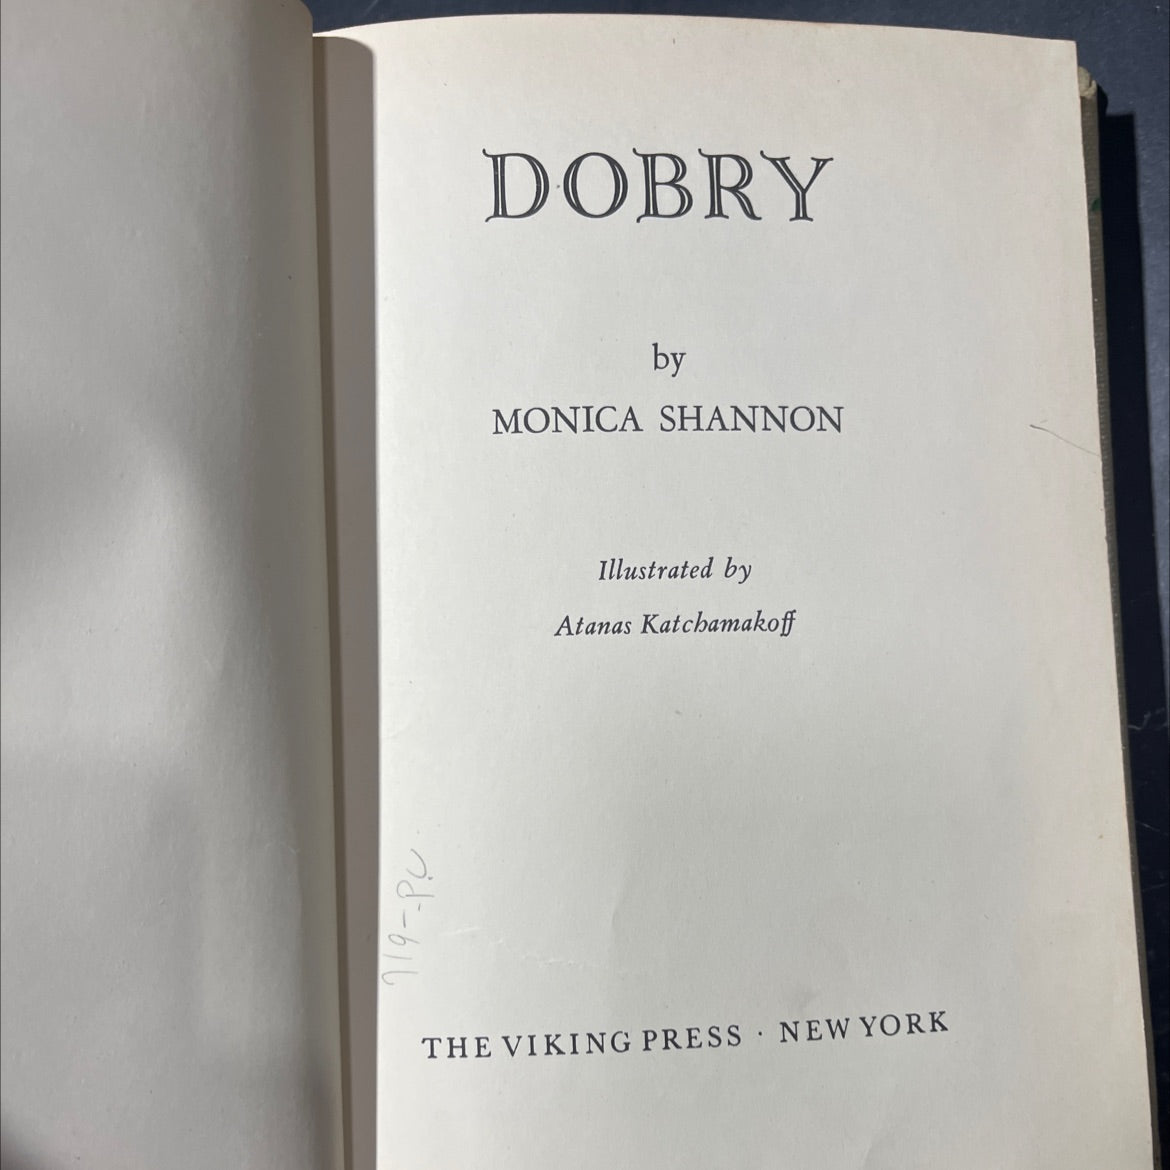 DOBRY
by
MONICA SHANNON
Illustrated by
Atanas Katchamakoff
THE VIKING PRESS · NEW YORK